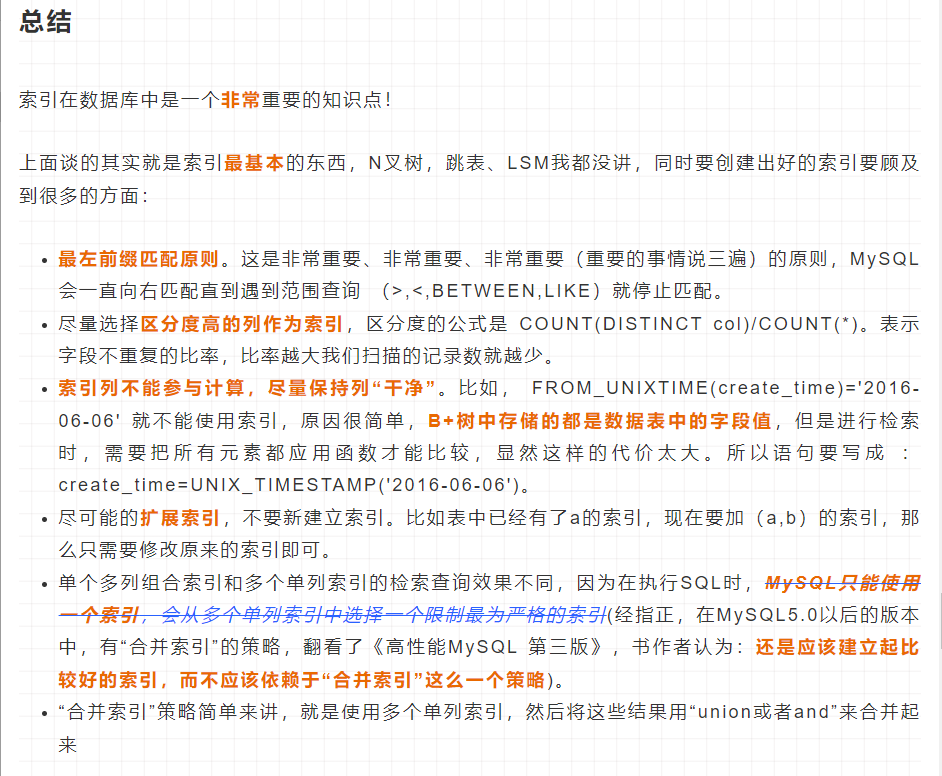 总结
索引在数据库中是一个非常重要的知识点！
上面谈的其实就是索引最基本的东西，N叉树，跳表、LSM我都没讲，同时要创建出好的索引要顾及
到很多的方面：
• 最左前缀匹配原则。这是非常重要、非常重要、非常重要（重要的事情说三遍）的原则，MySQL
会一直向右匹配直到遇到范围查询 （>,<,BETWEEN,LIKE）就停止匹配。
• 尽量选择区分度高的列作为索引，区分度的公式是 COUNT(DISTINCT col)/COUNT(*)。表示
字段不重复的比率，比率越大我们扫描的记录数就越少。
• 索引列不能参与计算，尽量保持列“干净”。比如， FROM_UNIXTIME(create_time)='2016-
06-06' 就不能使用索引，原因很简单，B+树中存储的都是数据表中的字段值，但是进行检索
时，需要把所有元素都应用函数才能比较，显然这样的代价太大。所以语句要写成 ：
create_time=UNIX_TIMESTAMP('2016-06-06')。
• 尽可能的扩展索引，不要新建立索引。比如表中已经有了a的索引，现在要加（a,b）的索引，那
么只需要修改原来的索引即可。
• 单个多列组合索引和多个单列索引的检索查询效果不同，因为在执行SQL时，MySQL只能使用
一个索引，会从多个单列索引中选择一个限制最为严格的索引(经指正，在MySQL5.0以后的版本
中，有“合并索引”的策略，翻看了《高性能MySQL 第三版》，书作者认为：还是应该建立起比
较好的索引，而不应该依赖于“合并索引”这么一个策略)。
• “合并索引”策略简单来讲，就是使用多个单列索引，然后将这些结果用“union或者and”来合并起
来